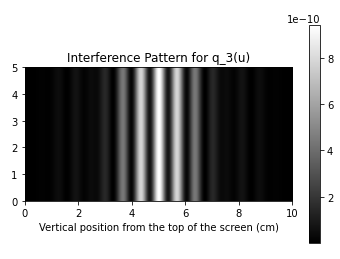 1e−10
Interference Pattern for q_3(u)
5
4
3
2
1
0
0 2 4 6 8 10
Vertical position from the top of the screen (cm)
8
6
4
2